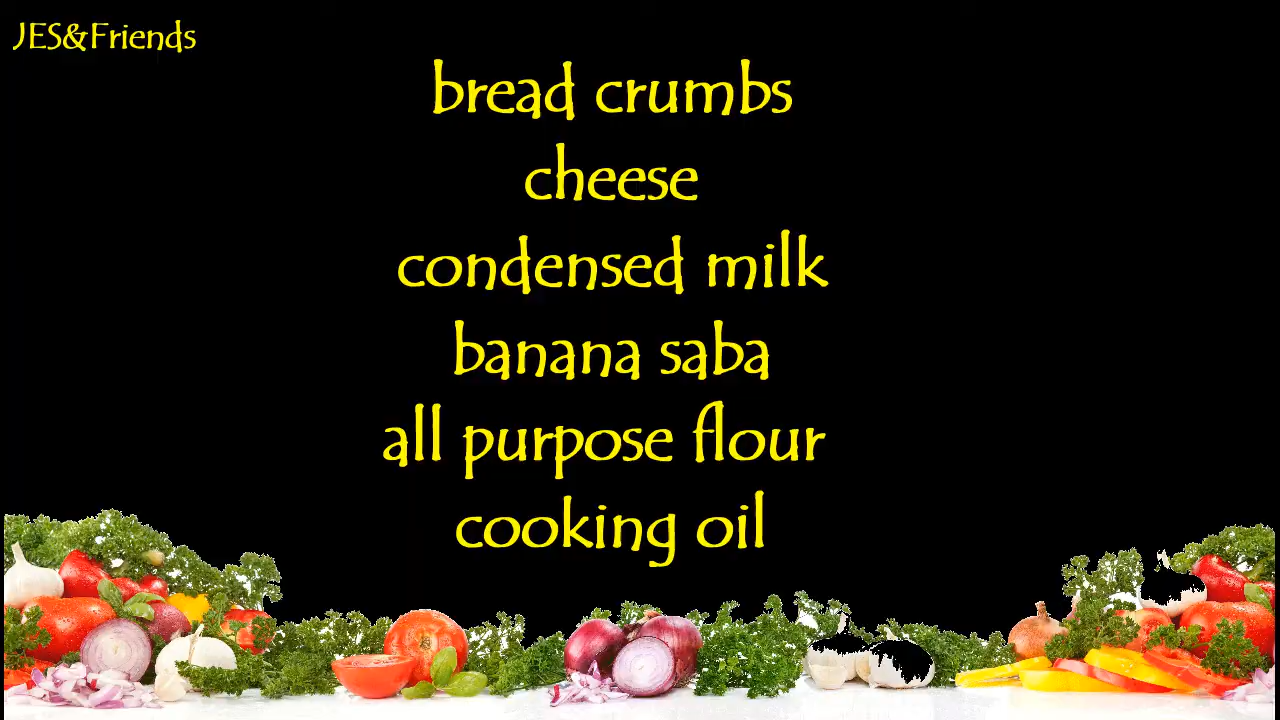 JES&Friends
bread crumbs
cheese
condensed milk
banana saba
all purpose flour
cooking oil